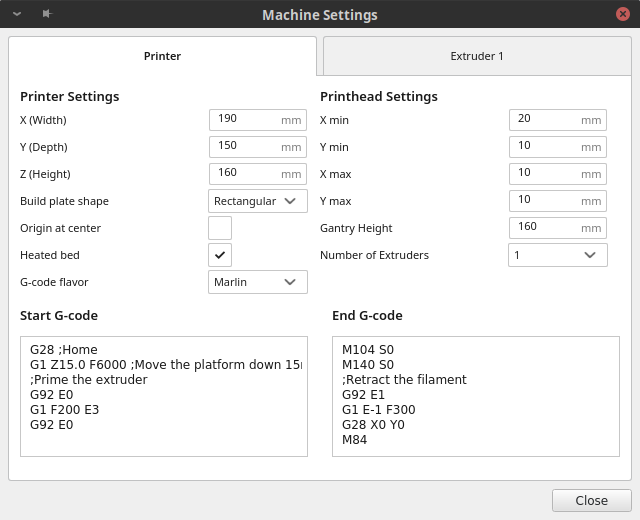 Machine Settings
Printer
Extruder 1
Printer Settings
X (Width) 190 mm
Y (Depth) 150 mm
Z (Height) 160 mm
Build plate shape Rectangular
Origin at center
Heated bed
G-code flavor Marlin
Printhead Settings
X min 20 mm
Y min 10 mm
X max 10 mm
Y max 10 mm
Gantry Height 160 mm
Number of Extruders 1
Start G-code
G28 ;Home
G1 Z15.0 F6000 ;Move the platform down
;Prime the extruder
G92 E0
G1 F200 E3
G92 E0
End G-code
M104 S0
M140 S0
;Retract the filament
G92 E1
G1 E-1 F300
G28 X0 Y0
M84
Close